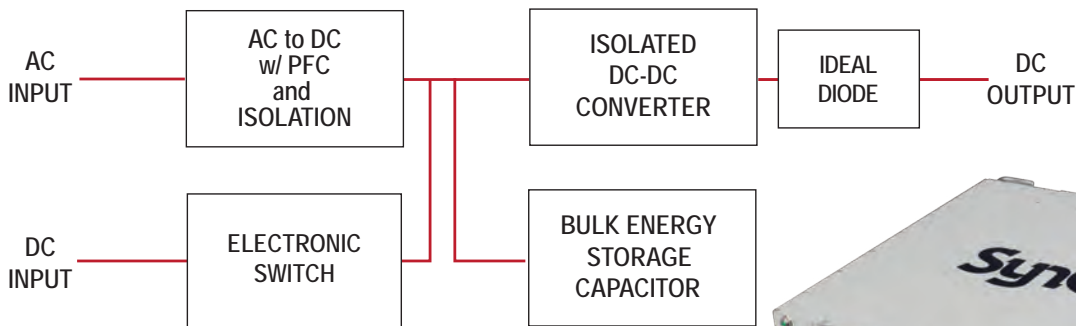 AC
INPUT
AC to DC
w/ PFC
and
ISOLATION
ISOLATED
DC-DC
CONVERTER
IDEAL
DIODE
DC
OUTPUT
DC
INPUT
ELECTRONIC
SWITCH
BULK ENERGY
STORAGE
CAPACITOR